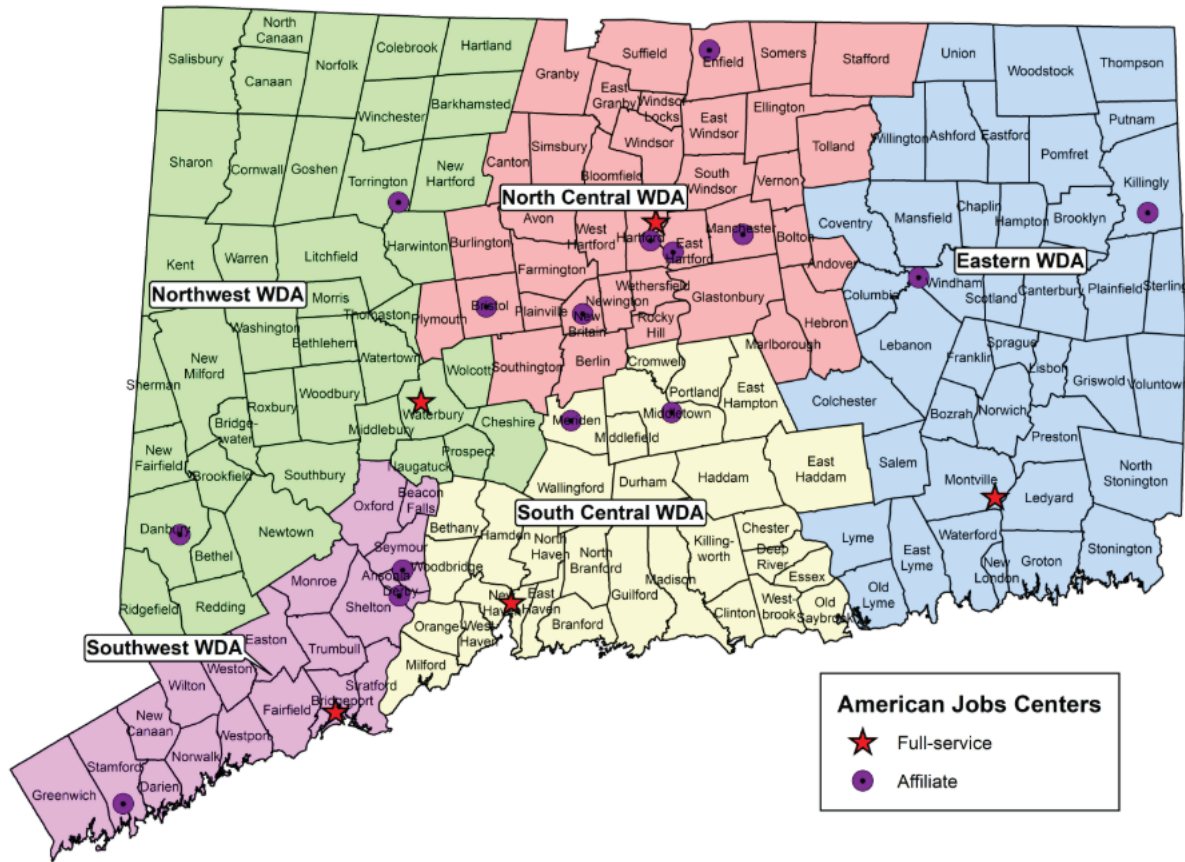 North
Canaan
Salisbury
Canaan
Norfolk
Colebrook
Hartland
Winchester
Barkhamsted
Sharon
Cornwall
Goshen
Torrington
New
Hartford
Kent
Warren
Litchfield
Harwinton
Northwest WDA
Morris
Washington
Bethlehem
Thomaston
Watertown
Wolcott
Sherman
New
Milford
Roxbury
Woodbury
Bridge-
water
Middlebury
Waterbury
Cheshire
Prospect
Naugatuck
New
Fairfield
Brookfield
Southbury
Danbury
Bethel
Newtown
Ridgefield
Redding
Granby
Suffield
East
Granby
Windsor
Locks
Enfield
Somers
Stafford
East
Windsor
Ellington
Canton
Simsbury
Bloomfield
Windsor
South
Windsor
Vernon
Tolland
North Central WDA
Burlington
Avon
West
Hartford
Hartford
East
Hartford
Manchester
Bolton
Andover
Farmington
Plymouth
Bristol
Plainville
New
Britain
Newington
Wethersfield
Rocky
Hill
Glastonbury
Hebron
Marlborough
Southington
Berlin
Union
Woodstock
Thompson
Willington
Ashford
Eastford
Putnam
Pomfret
Killingly
Coventry
Mansfield
Chaplin
Hampton
Brooklyn
Eastern WDA
Columbia
Windham
Scotland
Canterbury
Plainfield
Sterling
Lebanon
Franklin
Sprague
Lisbon
Griswold
Voluntown
Colchester
Bozrah
Norwich
Preston
Salem
Montville
Ledyard
North
Stonington
Lyme
East
Lyme
Waterford
New
London
Groton
Stonington
Old
Lyme
Cromwell
Portland
East
Hampton
Meriden
Middletown
Middlefield
Wallingford
Durham
Haddam
East
Haddam
South Central WDA
Bethany
Hamden
North
Haven
North
Branford
Killing-
worth
Chester
Deep
River
Essex
Woodbridge
New
Haven
East
Haven
Guilford
Madison
Clinton
West-
brook
Old
Saybrook
Orange
West
Haven
Branford
Milford
Oxford
Beacon
Falls
Seymour
Ansonia
Derby
Monroe
Shelton
Southwest WDA
Easton
Trumbull
Weston
Wilton
Fairfield
Bridgeport
Stratford
New
Canaan
Westport
Norwalk
Stamford
Darien
Greenwich
American Jobs Centers
Full-service
Affiliate